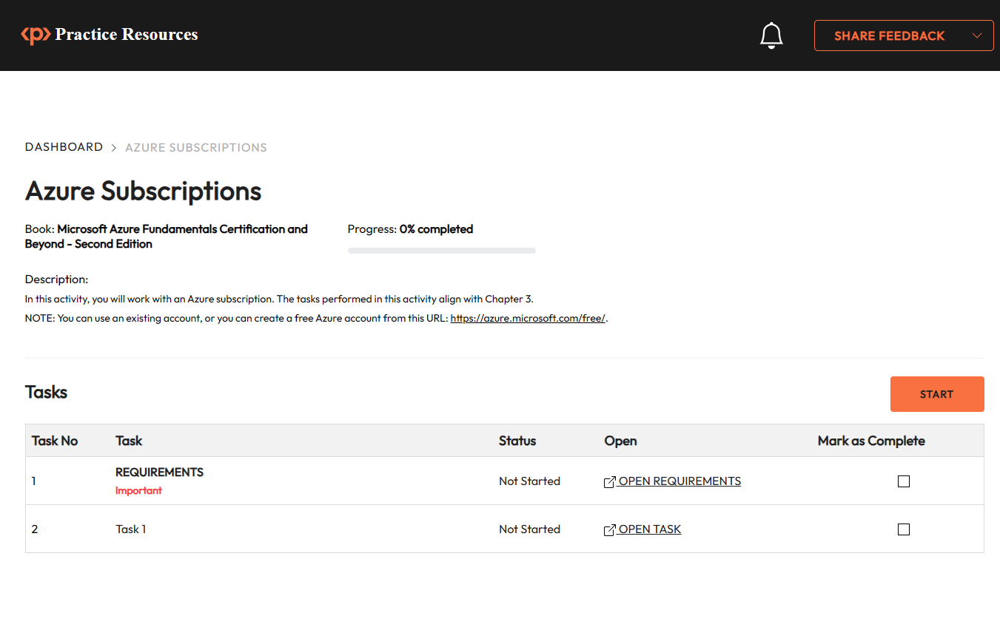 <p> Practice Resources
SHARE FEEDBACK
DASHBOARD > AZURE SUBSCRIPTIONS
Azure Subscriptions
Book: Microsoft Azure Fundamentals Certification and
Beyond - Second Edition
Progress: 0% completed
Description:
In this activity, you will work with an Azure subscription. The tasks performed in this activity align with Chapter 3.
NOTE: You can use an existing account, or you can create a free Azure account from this URL: https://azure.microsoft.com/free/.
Tasks
START
Task No Task Status Open Mark as Complete
1 REQUIREMENTS Not Started OPEN REQUIREMENTS
Important
2 Task 1 Not Started OPEN TASK